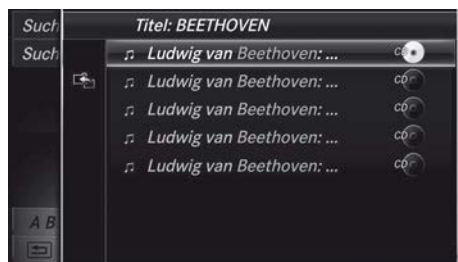 Such
Titel: BEETHOVEN
Such
Ludwig van Beethoven: ... CD
Ludwig van Beethoven: ... CD
Ludwig van Beethoven: ... CD
Ludwig van Beethoven: ... CD
Ludwig van Beethoven: ... CD
A B